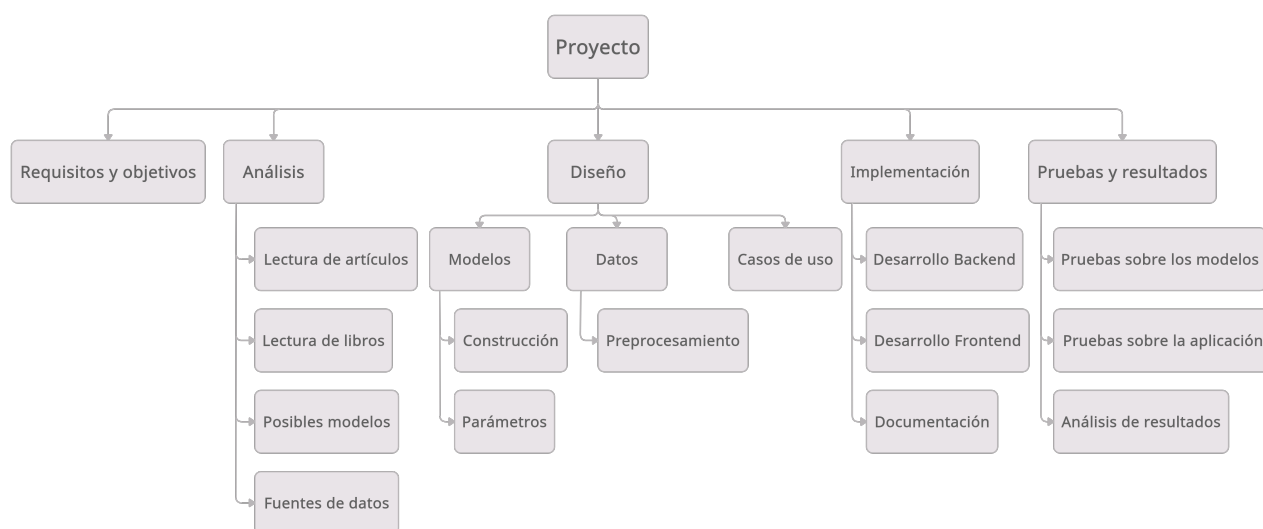 Proyecto
Requisitos y objetivos
Análisis
Diseño
Implementación
Pruebas y resultados
Lectura de artículos
Modelos
Datos
Casos de uso
Desarrollo Backend
Pruebas sobre los modelos
Lectura de libros
Construcción
Preprocesamiento
Desarrollo Frontend
Pruebas sobre la aplicación
Posibles modelos
Parámetros
Documentación
Análisis de resultados
Fuentes de datos